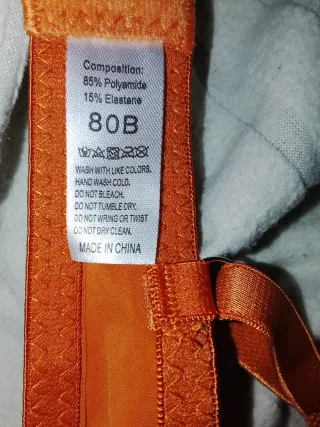 Composition:
85% Polyamide
15% Elastane
80B
WASH WITH LIKE COLORS.
HAND WASH COLD.
DO NOT BLEACH.
DO NOT TUMBLE DRY.
DO NOT WRING OR TWIST
DO NOT DRY CLEAN.
MADE IN CHINA